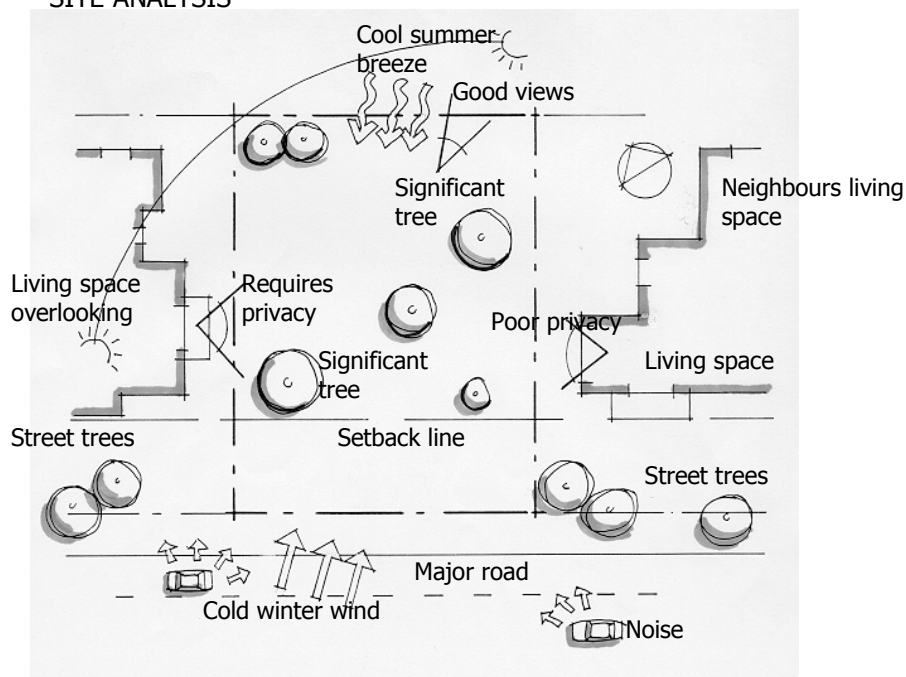 SITE ANALYSIS
Cool summer
breeze
Good views
Significant
tree
Neighbours living
space
Living space
overlooking
Requires
privacy
Poor privacy
Significant
tree
Living space
Street trees
Setback line
Street trees
Major road
Cold winter wind
Noise